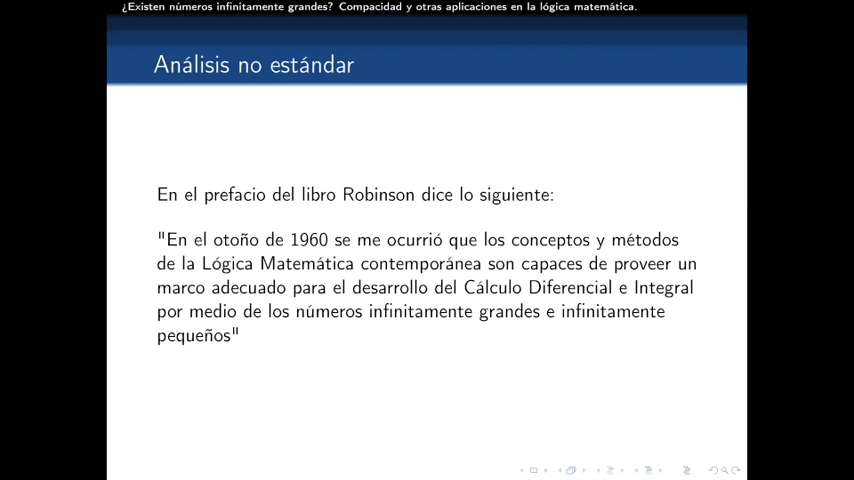 ¿Existen números infinitamente grandes? Compacidad y otras aplicaciones en la lógica matemática.
Análisis no estándar
En el prefacio del libro Robinson dice lo siguiente:
"En el otoño de 1960 se me ocurrió que los conceptos y métodos
de la Lógica Matemática contemporánea son capaces de proveer un
marco adecuado para el desarrollo del Cálculo Diferencial e Integral
por medio de los números infinitamente grandes e infinitamente
pequeños"